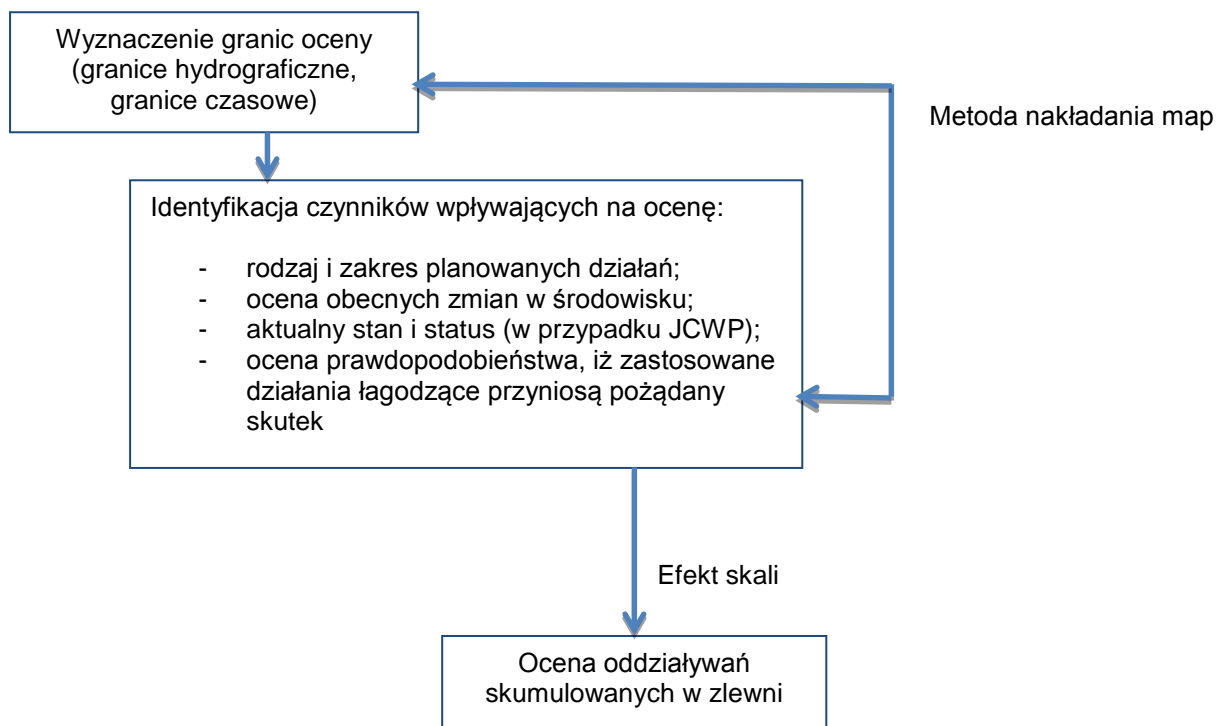 Wyznaczenie granic oceny
(granice hydrograficzne,
granice czasowe)
Metoda nakładania map
Identyfikacja czynników wpływających na ocenę:
- rodzaj i zakres planowanych działań;
- ocena obecnych zmian w środowisku;
- aktualny stan i status (w przypadku JCWP);
- ocena prawdopodobieństwa, iż zastosowane
działania łagodzące przyniosą pożądany
skutek
Efekt skali
Ocena oddziaływań
skumulowanych w zlewni